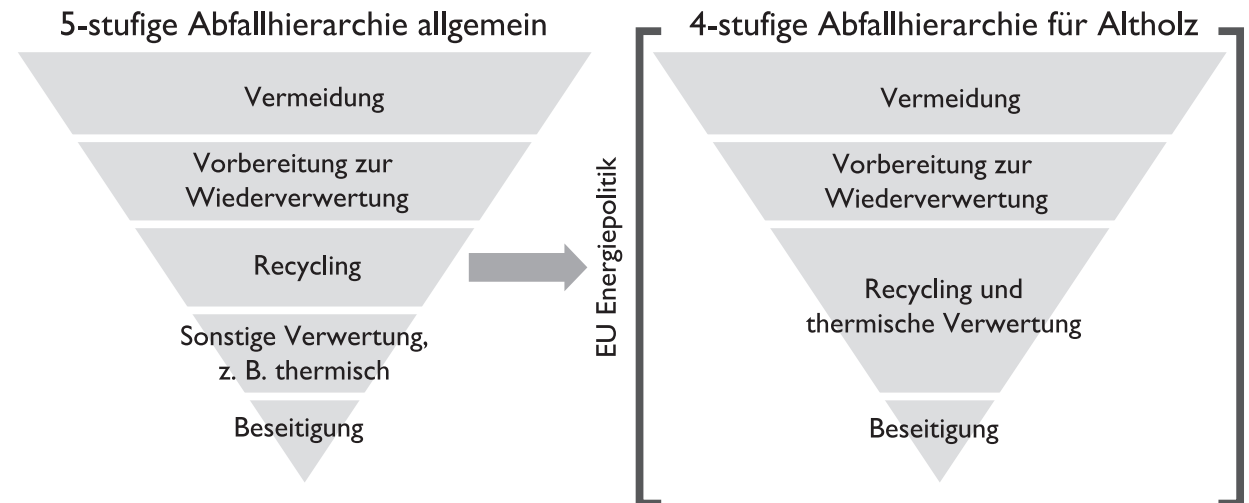 5-stufige Abfallhierarchie allgemein
Vermeidung
Vorbereitung zur
Wiederverwertung
Recycling
Sonstige Verwertung,
z. B. thermisch
Beseitigung
EU Energiepolitik
4-stufige Abfallhierarchie für Altholz
Vermeidung
Vorbereitung zur
Wiederverwertung
Recycling und
thermische Verwertung
Beseitigung